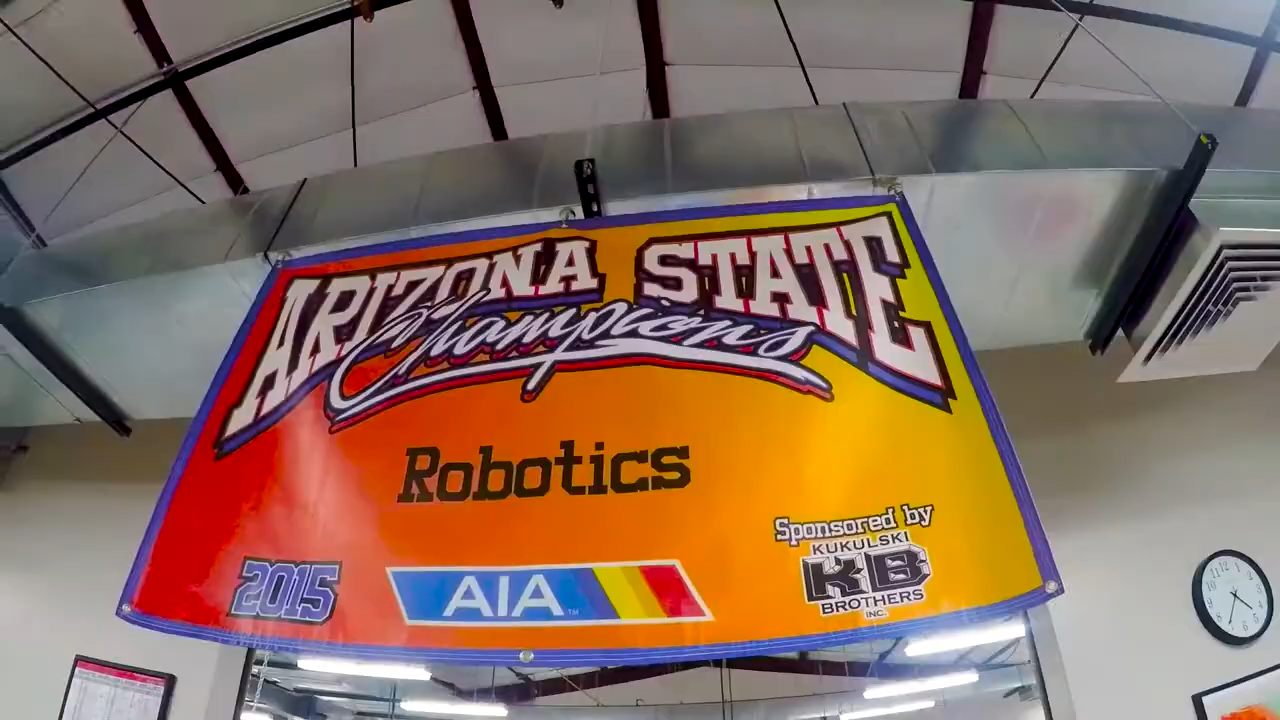 ARIZONA STATE
Champions
Robotics
Sponsored by
KUKULSKI
KB
BROTHERS
INC.
2015
AIA